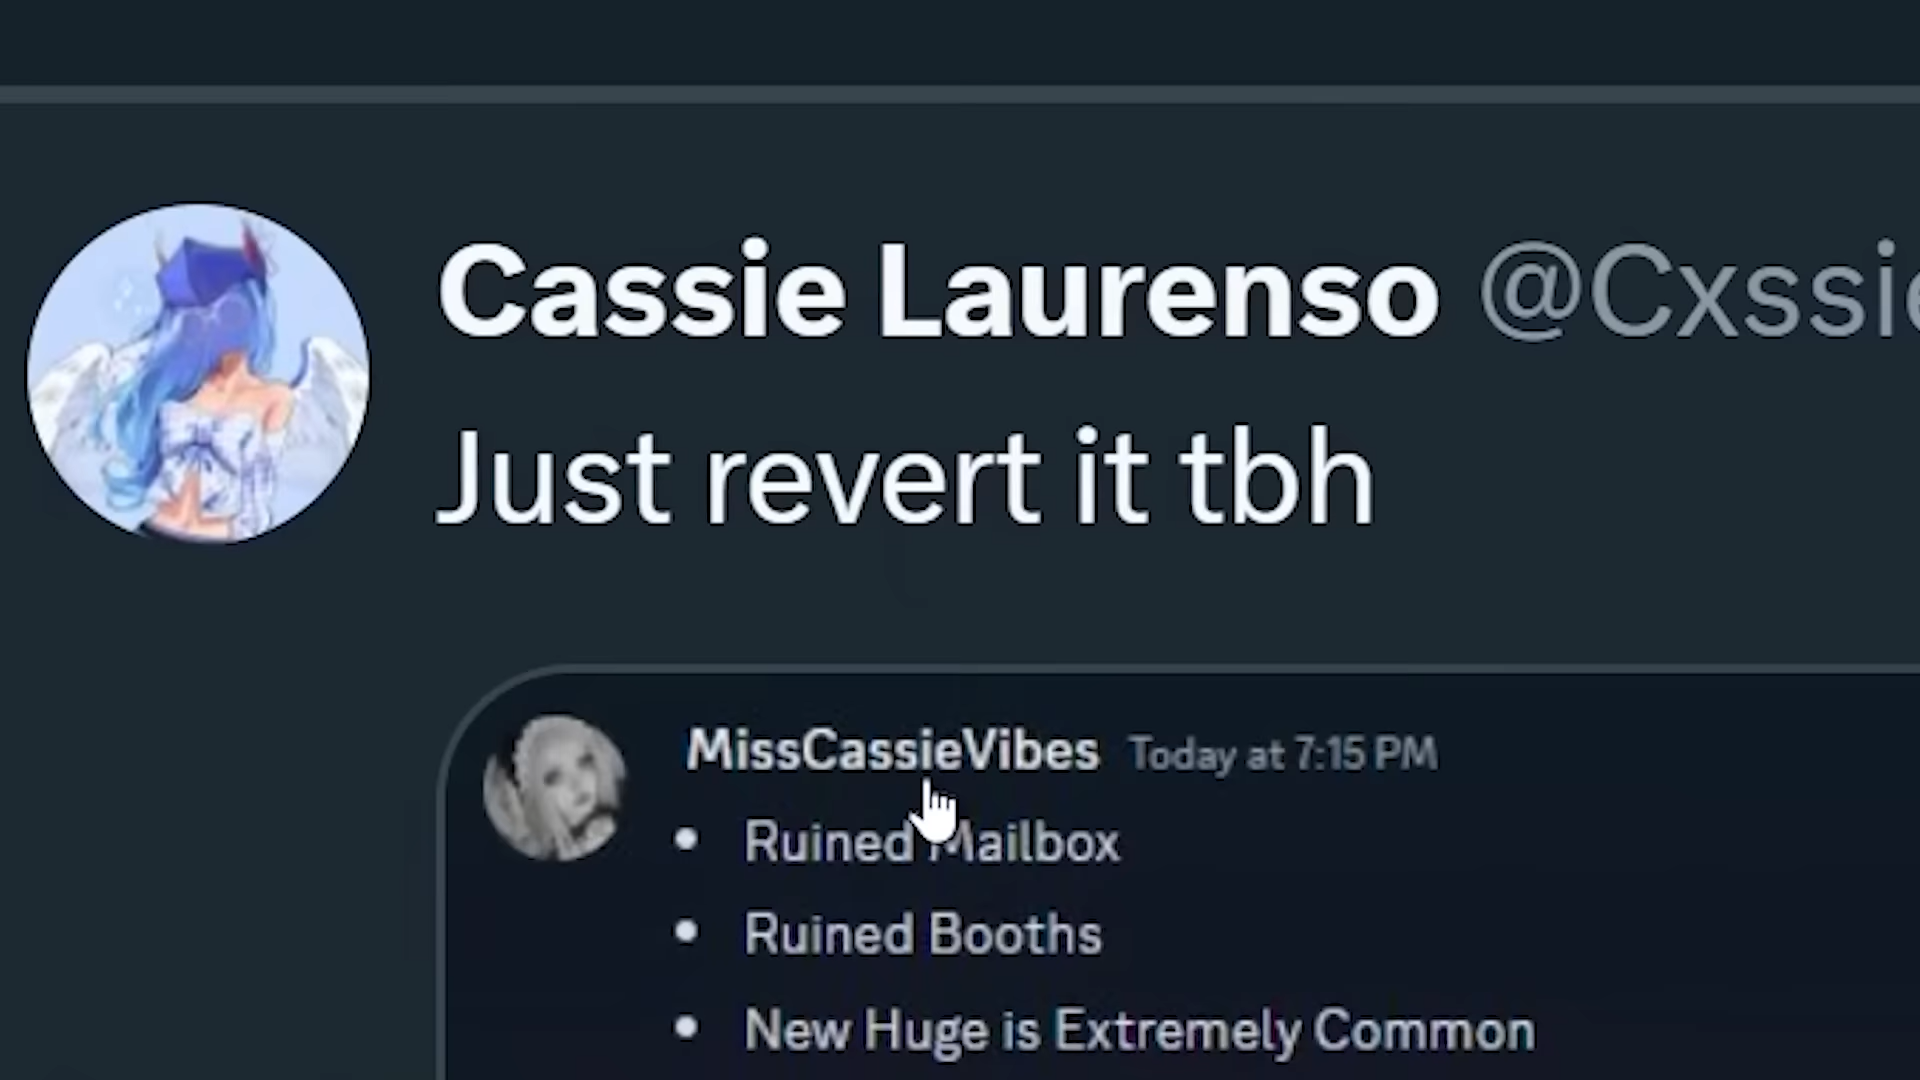 Cassie Laurenso @Cxssie
Just revert it tbh
MissCassieVibes Today at 7:15 PM
• Ruined Mailbox
• Ruined Booths
• New Huge is Extremely Common